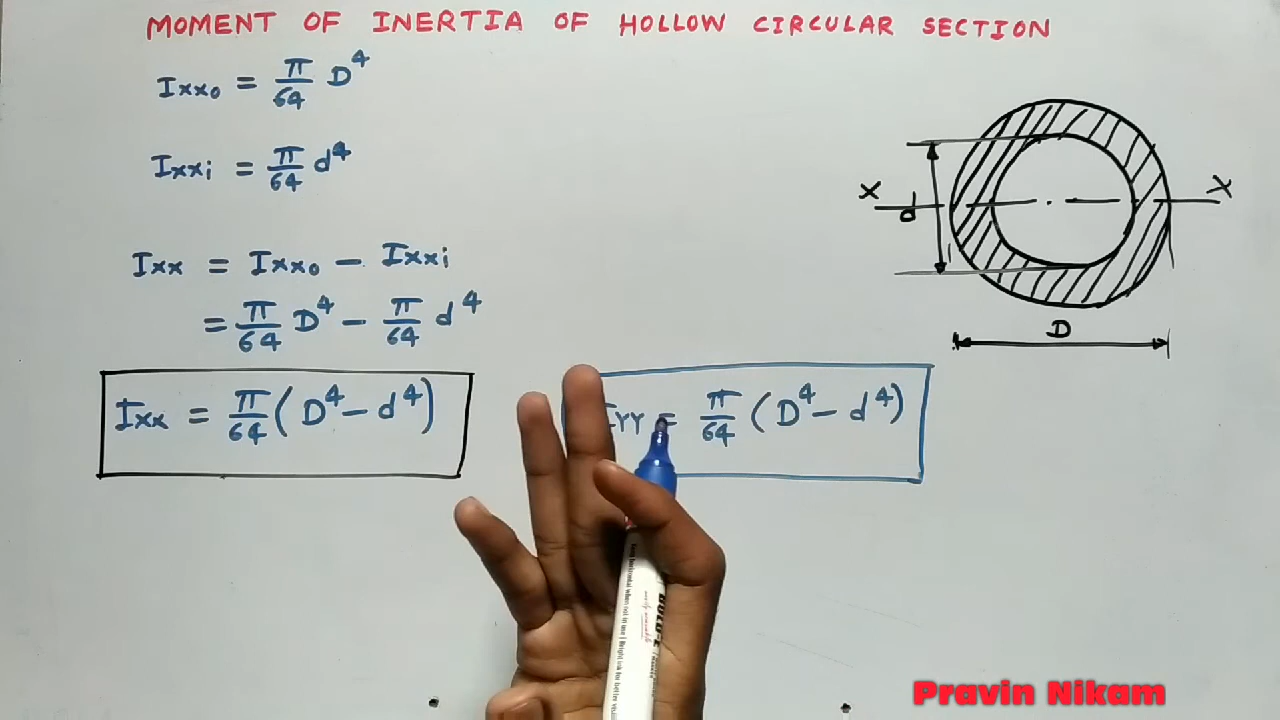 MOMENT OF INERTIA OF HOLLOW CIRCULAR SECTION
Ixxo = π/64 D⁴
Ixxi = π/64 d⁴
Ixx = Ixxo − Ixxi
= π/64 D⁴ − π/64 d⁴
Ixx = π/64 (D⁴ − d⁴)
IYY = π/64 (D⁴ − d⁴)
X
X
d
D
Pravin Nikam